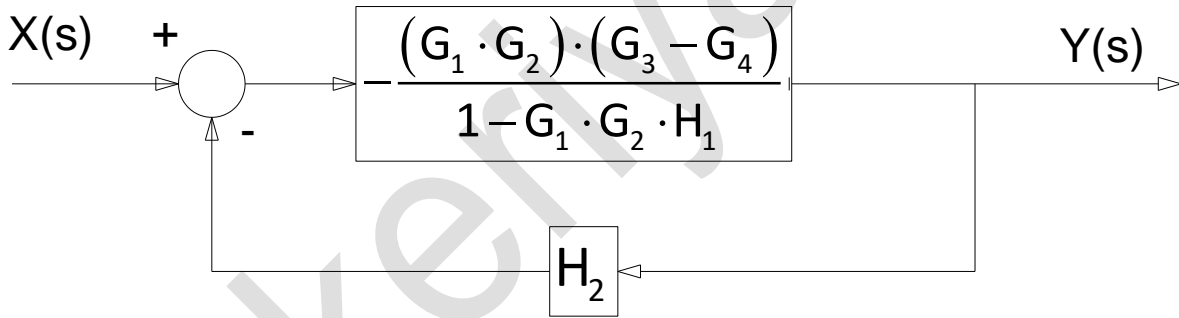 X(s) + Y(s)
-(G₁ · G₂) · (G₃ – G₄)
1 – G₁ · G₂ · H₁
-
H₂